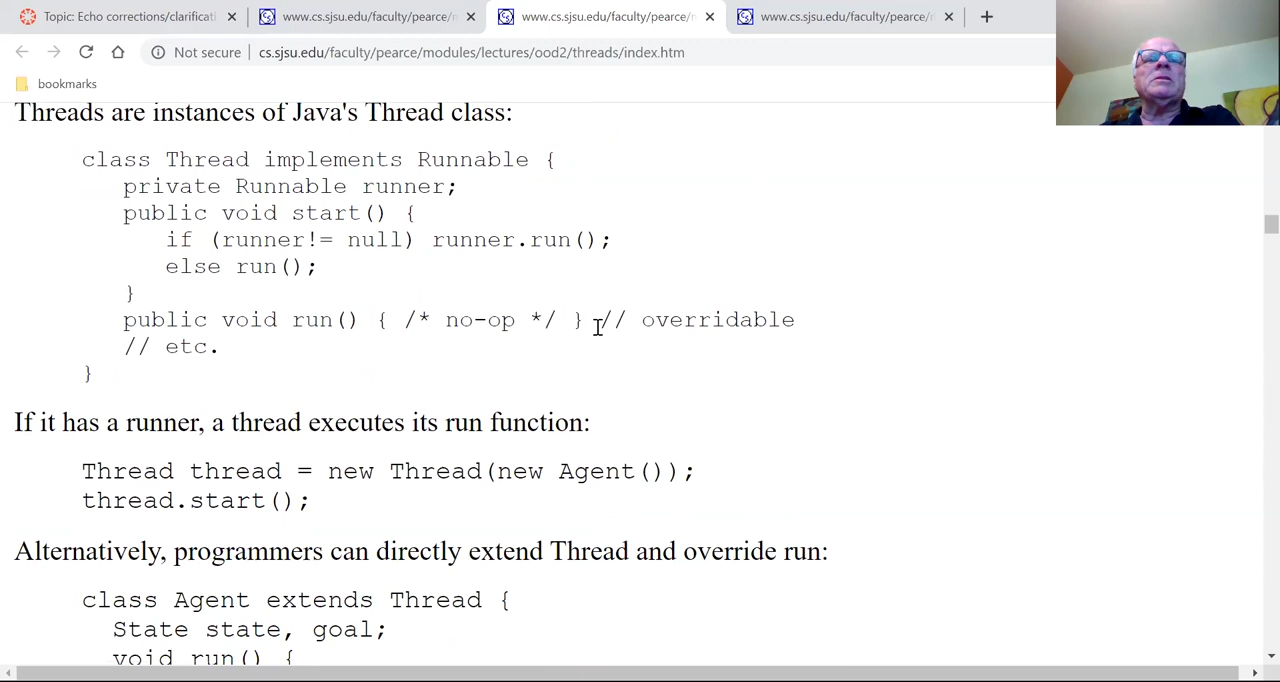 Topic: Echo corrections/clarificati
www.cs.sjsu.edu/faculty/pearce/
www.cs.sjsu.edu/faculty/pearce/
www.cs.sjsu.edu/faculty/pearce/
Not secure
cs.sjsu.edu/faculty/pearce/modules/lectures/ood2/threads/index.htm
bookmarks
Threads are instances of Java's Thread class:
class Thread implements Runnable {
private Runnable runner;
public void start() {
if (runner!= null) runner.run();
else run();
}
public void run() { /* no-op */ } // overridable
// etc.
}
If it has a runner, a thread executes its run function:
Thread thread = new Thread(new Agent());
thread.start();
Alternatively, programmers can directly extend Thread and override run:
class Agent extends Thread {
State state, goal;
void run() {